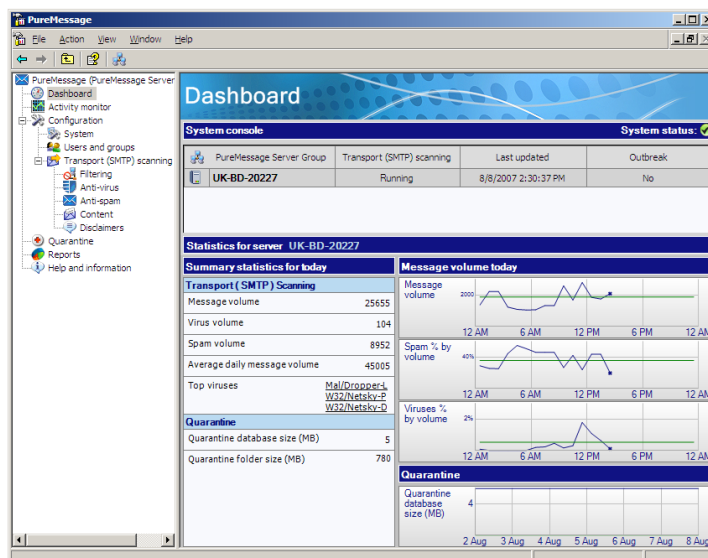 PureMessage
File Action View Window Help
PureMessage (PureMessage Server
Dashboard
Activity monitor
Configuration
System
Users and groups
Transport (SMTP) scanning
Filtering
Anti-virus
Anti-spam
Content
Disclaimers
Quarantine
Reports
Help and information
Dashboard
System console System status:
PureMessage Server Group Transport (SMTP) scanning Last updated Outbreak
UK-BD-20227 Running 8/8/2007 2:30:37 PM No
Statistics for server UK-BD-20227
Summary statistics for today
Transport ( SMTP ) Scanning
Message volume 25655
Virus volume 104
Spam volume 8952
Average daily message volume 45005
Top viruses Mal/Dropper-L
W32/Netsky-P
W32/Netsky-D
Quarantine
Quarantine database size (MB) 5
Quarantine folder size (MB) 780
Message volume today
Message
volume
2000
12 AM 6 AM 12 PM 6 PM 12 AM
Spam % by
volume
40%
12 AM 6 AM 12 PM 6 PM 12 AM
Viruses %
by volume
2%
12 AM 6 AM 12 PM 6 PM 12 AM
Quarantine
Quarantine
database
size (MB)
4
2 Aug 3 Aug 4 Aug 5 Aug 6 Aug 7 Aug 8 Aug